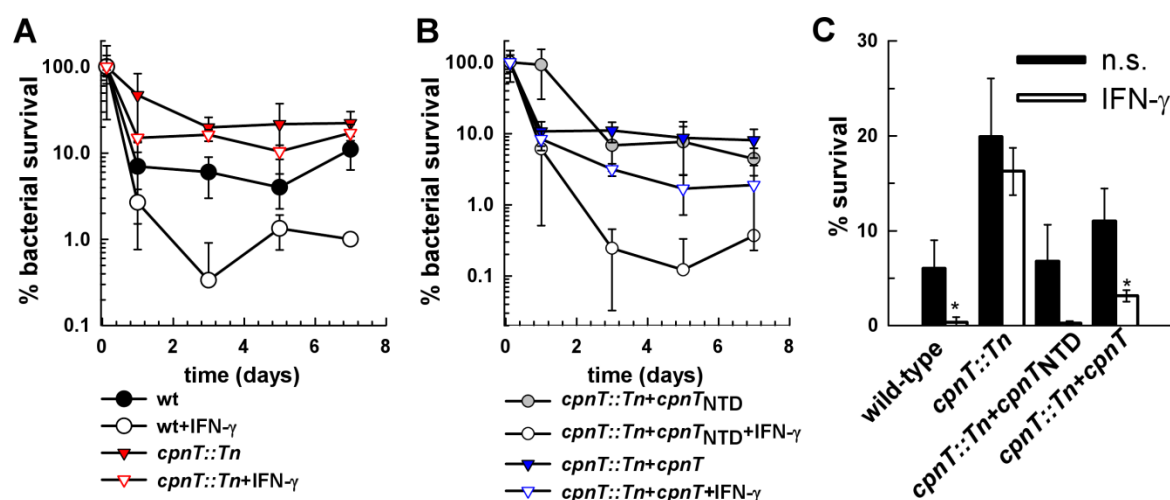 A
% bacterial survival
100.0
10.0
1.0
0.1
0 2 4 6 8
time (days)
wt
wt+IFN-γ
cpnT::Tn
cpnT::Tn+IFN-γ
B
% bacterial survival
100.0
10.0
1.0
0.1
0 2 4 6 8
time (days)
cpnT::Tn+cpnTNTD
cpnT::Tn+cpnTNTD+IFN-γ
cpnT::Tn+cpnT
cpnT::Tn+cpnT+IFN-γ
C
% survival
30
20
10
0
n.s.
IFN-γ
*
*
wild-type
cpnT::Tn
cpnT::Tn+cpnTNTD
cpnT::Tn+cpnT